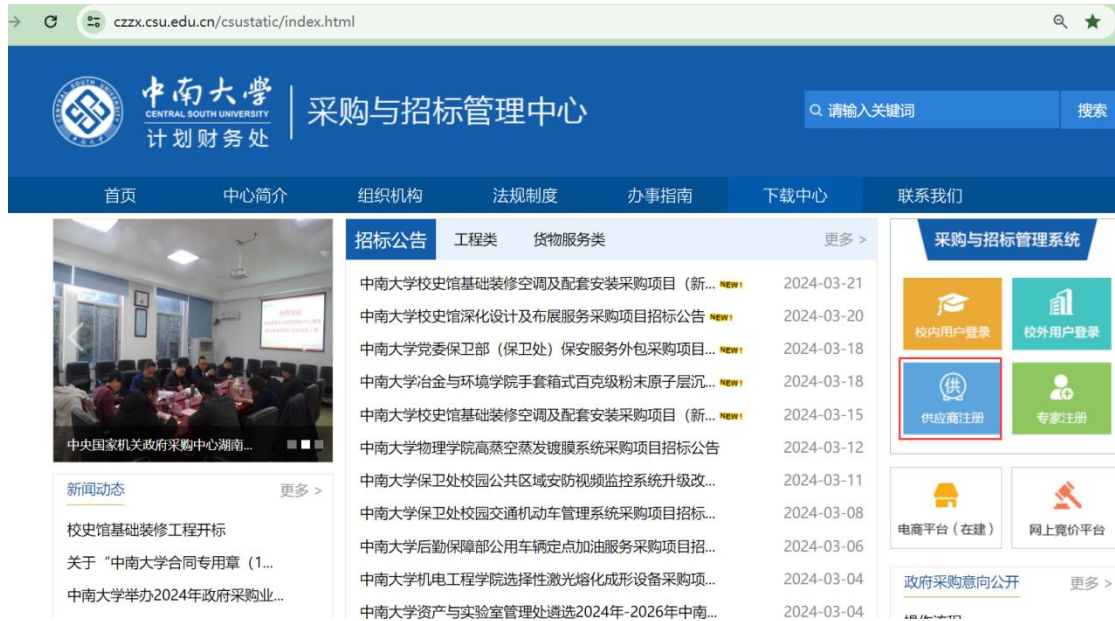 czzx.csu.edu.cn/csustatic/index.html
中南大学
CENTRAL SOUTH UNIVERSITY
计划财务处
采购与招标管理中心
请输入关键词
搜索
首页 中心简介 组织机构 法规制度 办事指南 下载中心 联系我们
中央国家机关政府采购中心湖南...
新闻动态 更多 >
校史馆基础装修工程开标
关于“中南大学合同专用章（1...
中南大学举办2024年政府采购业...
招标公告 工程类 货物服务类 更多 >
中南大学校史馆基础装修空调及配套安装采购项目（新... NEW! 2024-03-21
中南大学校史馆深化设计及布展服务采购项目招标公告 NEW! 2024-03-20
中南大学党委保卫部（保卫处）保安服务外包采购项目... NEW! 2024-03-18
中南大学冶金与环境学院手套箱式百克级粉末原子层沉... NEW! 2024-03-18
中南大学校史馆基础装修空调及配套安装采购项目（新... NEW! 2024-03-15
中南大学物理学院高蒸空蒸发镀膜系统采购项目招标公告 2024-03-12
中南大学保卫处校园公共区域安防视频监控系统升级改... 2024-03-11
中南大学保卫处校园交通机动车管理系统采购项目招标... 2024-03-08
中南大学后勤保障部公用车辆定点加油服务采购项目招... 2024-03-06
中南大学机电工程学院选择性激光熔化成形设备采购项... 2024-03-04
中南大学资产与实验室管理处遴选2024年-2026年中南... 2024-03-04
采购与招标管理系统
校内用户登录 校外用户登录
供
供应商注册 专家注册
电商平台（在建） 网上竞价平台
政府采购意向公开 更多 >